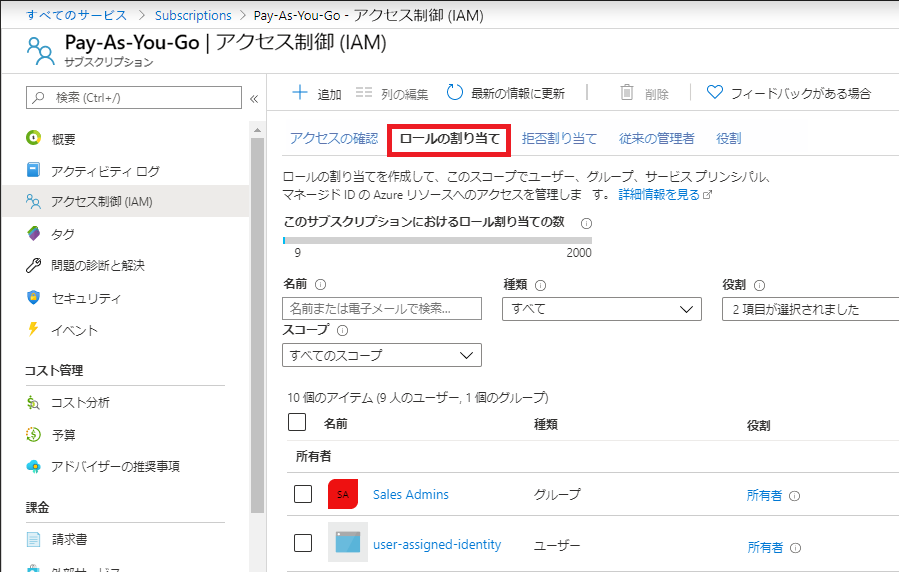 すべてのサービス > Subscriptions > Pay-As-You-Go - アクセス制御 (IAM)
Pay-As-You-Go | アクセス制御 (IAM)
サブスクリプション
検索 (Ctrl+/)
«
概要
アクティビティ ログ
アクセス制御 (IAM)
タグ
問題の診断と解決
セキュリティ
イベント
コスト管理
コスト分析
予算
アドバイザーの推奨事項
課金
請求書
外部サービス
追加 列の編集 最新の情報に更新 削除 フィードバックがある場合
アクセスの確認 ロールの割り当て 拒否割り当て 従来の管理者 役割
ロールの割り当てを作成して、このスコープでユーザー、グループ、サービス プリンシパル、
マネージド ID の Azure リソースへのアクセスを管理しま す。 詳細情報を見る
このサブスクリプションにおけるロール割り当ての数
9 2000
名前 種類 役割
名前または電子メールで検索... すべて 2 項目が選択されました
スコープ
すべてのスコープ
10 個のアイテム (9 人のユーザー, 1 個のグループ)
名前 種類 役割
所有者
SA Sales Admins グループ 所有者
user-assigned-identity ユーザー 所有者